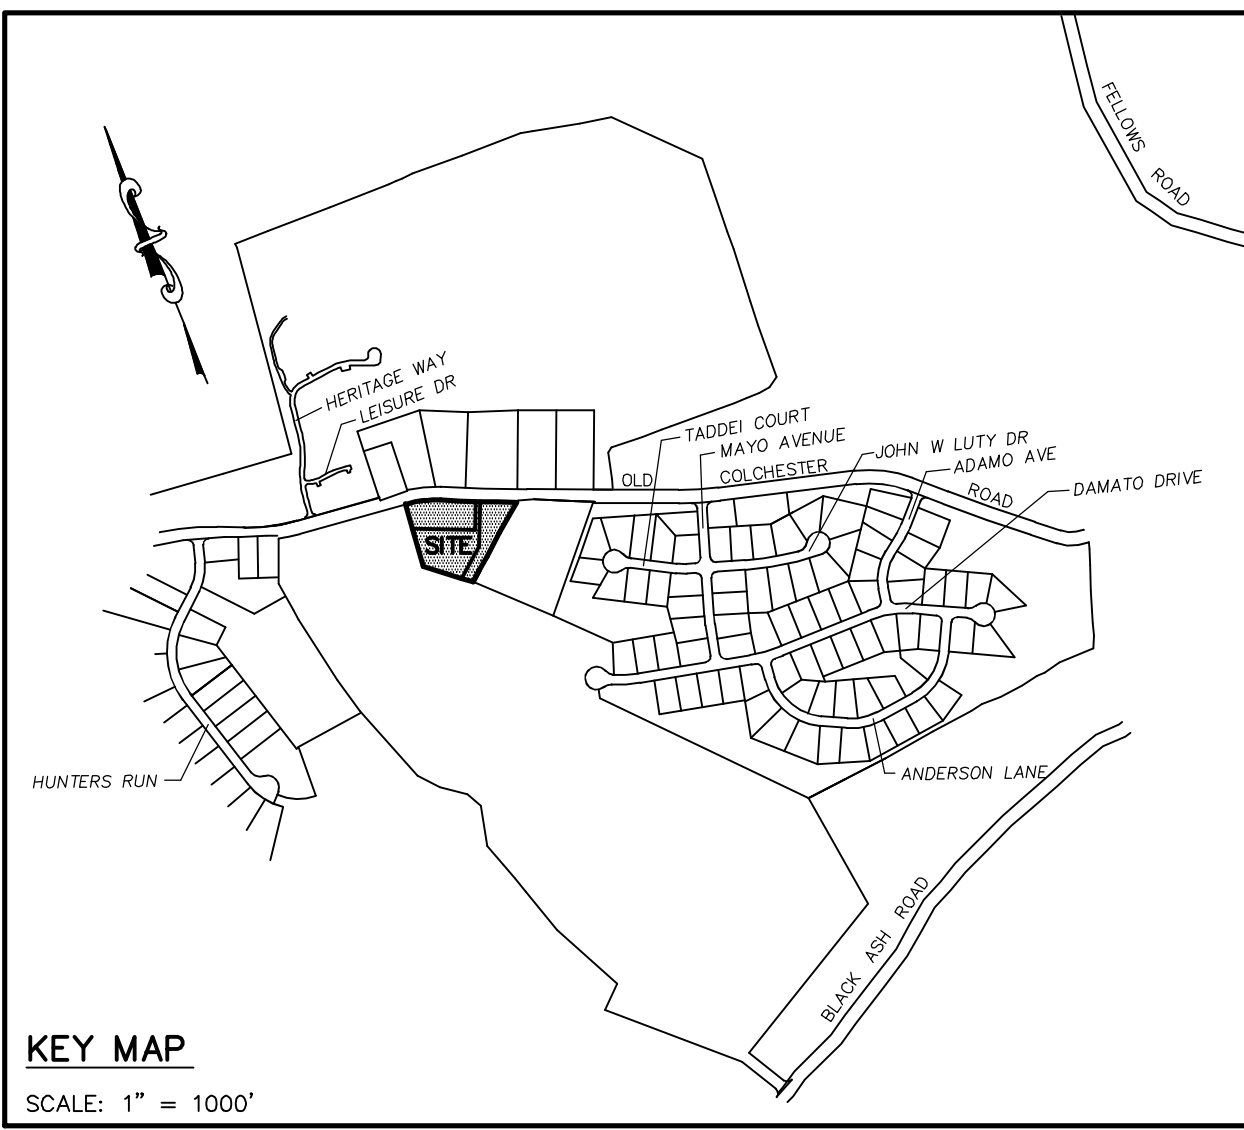 FELLOWS
ROAD
HERITAGE WAY
LEISURE DR
TADDEI COURT
MAYO AVENUE
JOHN W LUTY DR
OLD COLCHESTER ROAD
ADAMO AVE
DAMATO DRIVE
SITE
HUNTERS RUN
ANDERSON LANE
BLACK ASH ROAD
KEY MAP
SCALE: 1" = 1000'